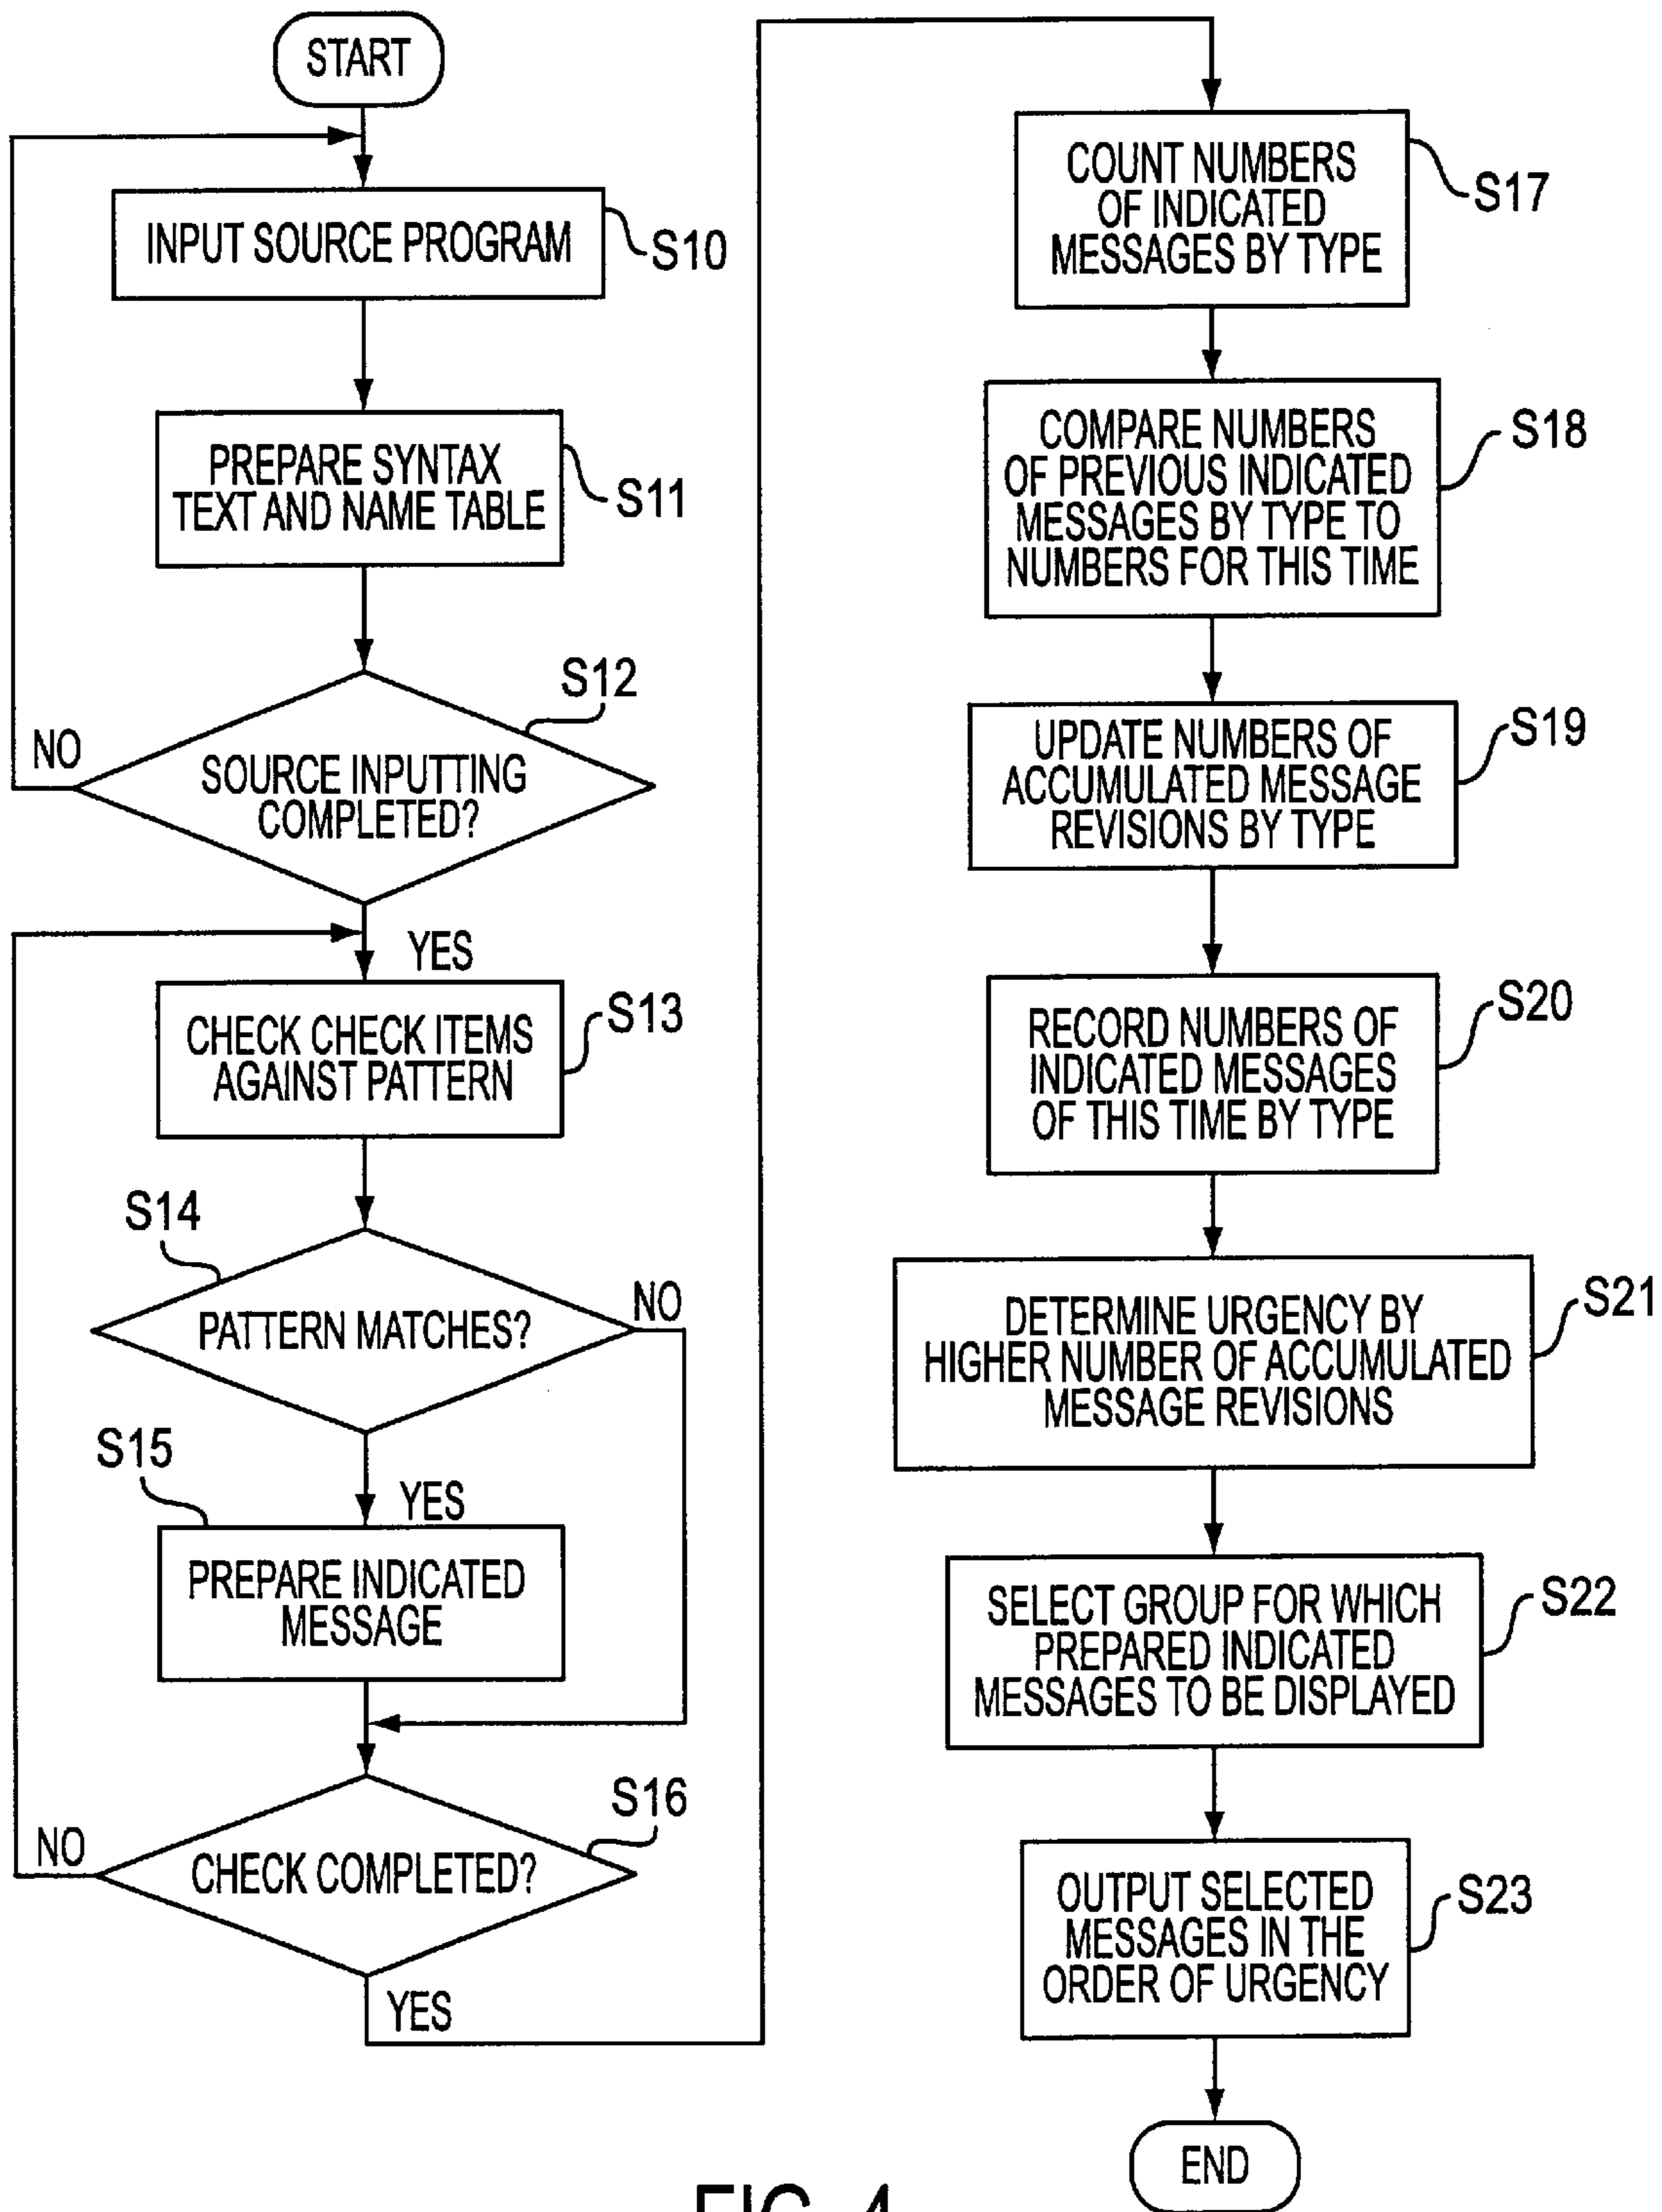 START
INPUT SOURCE PROGRAM
S10
PREPARE SYNTAX
TEXT AND NAME TABLE
S11
S12
SOURCE INPUTTING
COMPLETED?
NO
YES
CHECK CHECK ITEMS
AGAINST PATTERN
S13
S14
PATTERN MATCHES?
NO
YES
S15
PREPARE INDICATED
MESSAGE
S16
CHECK COMPLETED?
NO
YES
COUNT NUMBERS
OF INDICATED
MESSAGES BY TYPE
S17
COMPARE NUMBERS
OF PREVIOUS INDICATED
MESSAGES BY TYPE TO
NUMBERS FOR THIS TIME
S18
UPDATE NUMBERS OF
ACCUMULATED MESSAGE
REVISIONS BY TYPE
S19
RECORD NUMBERS OF
INDICATED MESSAGES
OF THIS TIME BY TYPE
S20
DETERMINE URGENCY BY
HIGHER NUMBER OF ACCUMULATED
MESSAGE REVISIONS
S21
SELECT GROUP FOR WHICH
PREPARED INDICATED
MESSAGES TO BE DISPLAYED
S22
OUTPUT SELECTED
MESSAGES IN THE
ORDER OF URGENCY
S23
END
FIG. 4